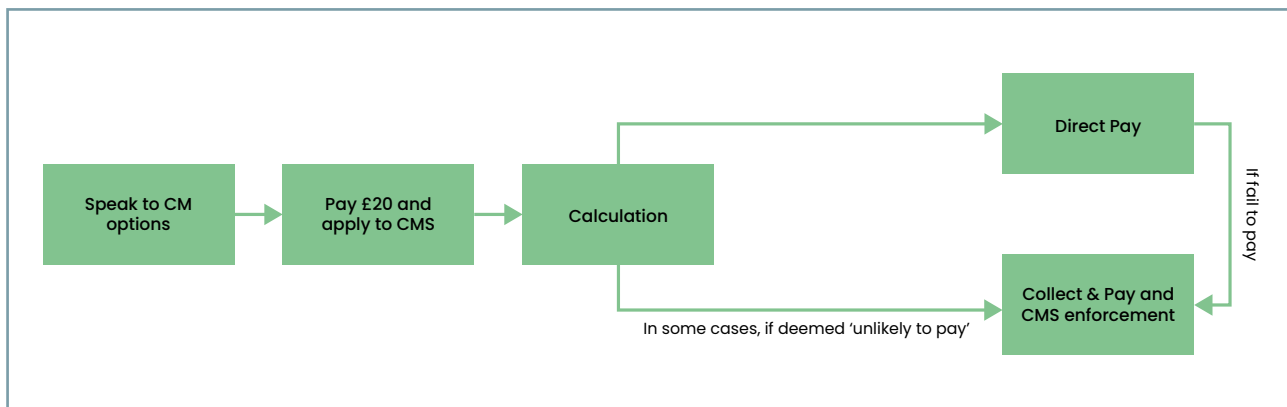 Speak to CM
options
Pay £20 and
apply to CMS
Calculation
Direct Pay
If fail to pay
Collect & Pay and
CMS enforcement
In some cases, if deemed ‘unlikely to pay’